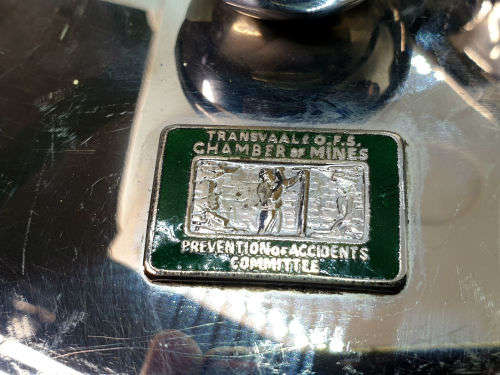 TRANSVAAL & O.F.S.
CHAMBER OF MINES
PREVENTION OF ACCIDENTS
COMMITTEE